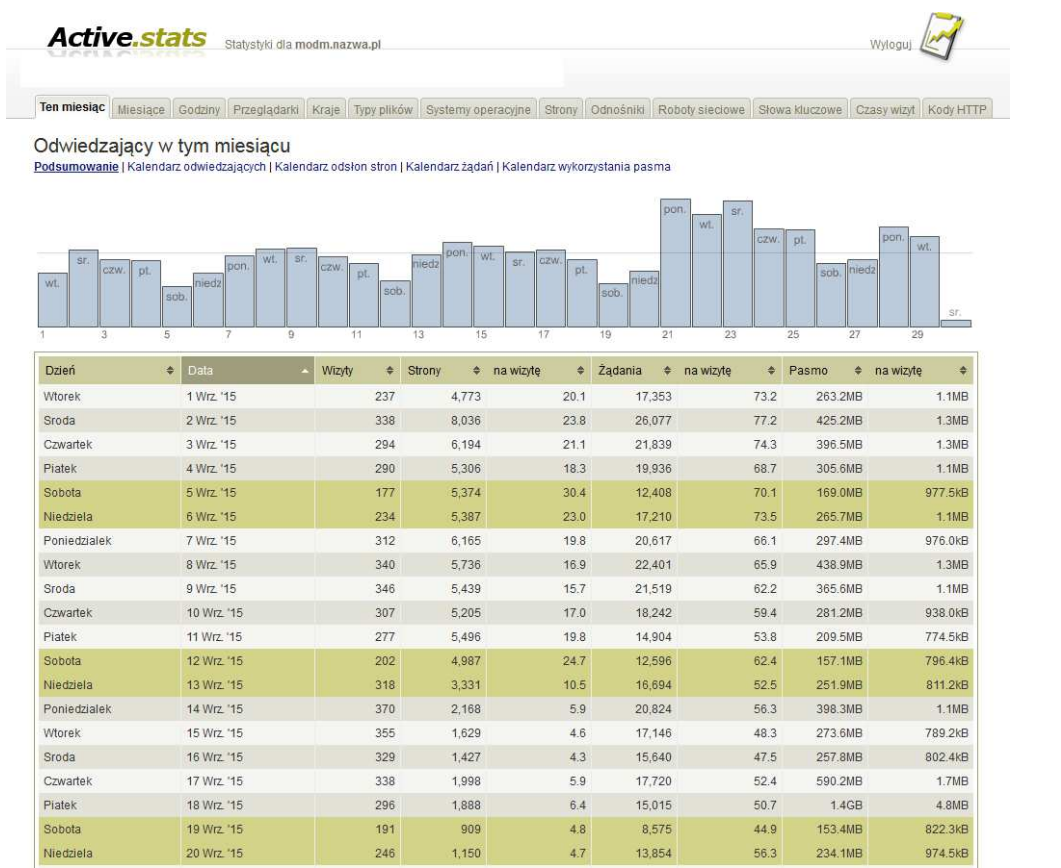 Active.stats Statystyki dla modm.nazwa.pl Wyloguj
Ten miesiąc Miesiące Godziny Przeglądarki Kraje Typy plików Systemy operacyjne Strony Odnośniki Roboty sieciowe Słowa kluczowe Czasy wizyt Kody HTTP
Odwiedzający w tym miesiącu
Podsumowanie | Kalendarz odwiedzających | Kalendarz odsłon stron | Kalendarz żądań | Kalendarz wykorzystania pasma
wt. sr. czw. pt. sob. niedz pon. wt. sr. czw. pt. sob. niedz pon. wt. sr. czw. pt. sob. niedz pon. wt. sr. czw. pt. sob. niedz pon. wt. sr.
1 3 5 7 9 11 13 15 17 19 21 23 25 27 29
Dzień Data Wizyty Strony na wizytę Żądania na wizytę Pasmo na wizytę
Wtorek 1 Wrz. '15 237 4,773 20.1 17,353 73.2 263.2MB 1.1MB
Sroda 2 Wrz. '15 338 8,036 23.8 26,077 77.2 425.2MB 1.3MB
Czwartek 3 Wrz. '15 294 6,194 21.1 21,839 74.3 396.5MB 1.3MB
Piatek 4 Wrz. '15 290 5,306 18.3 19,936 68.7 305.6MB 1.1MB
Sobota 5 Wrz. '15 177 5,374 30.4 12,408 70.1 169.0MB 977.5kB
Niedziela 6 Wrz. '15 234 5,387 23.0 17,210 73.5 265.7MB 1.1MB
Poniedzialek 7 Wrz. '15 312 6,165 19.8 20,617 66.1 297.4MB 976.0kB
Wtorek 8 Wrz. '15 340 5,736 16.9 22,401 65.9 438.9MB 1.3MB
Sroda 9 Wrz. '15 346 5,439 15.7 21,519 62.2 365.6MB 1.1MB
Czwartek 10 Wrz. '15 307 5,205 17.0 18,242 59.4 281.2MB 938.0kB
Piatek 11 Wrz. '15 277 5,496 19.8 14,904 53.8 209.5MB 774.5kB
Sobota 12 Wrz. '15 202 4,987 24.7 12,596 62.4 157.1MB 796.4kB
Niedziela 13 Wrz. '15 318 3,331 10.5 16,694 52.5 251.9MB 811.2kB
Poniedzialek 14 Wrz. '15 370 2,168 5.9 20,824 56.3 398.3MB 1.1MB
Wtorek 15 Wrz. '15 355 1,629 4.6 17,146 48.3 273.6MB 789.2kB
Sroda 16 Wrz. '15 329 1,427 4.3 15,640 47.5 257.8MB 802.4kB
Czwartek 17 Wrz. '15 338 1,998 5.9 17,720 52.4 590.2MB 1.7MB
Piatek 18 Wrz. '15 296 1,888 6.4 15,015 50.7 1.4GB 4.8MB
Sobota 19 Wrz. '15 191 909 4.8 8,575 44.9 153.4MB 822.3kB
Niedziela 20 Wrz. '15 246 1,150 4.7 13,854 56.3 234.1MB 974.5kB